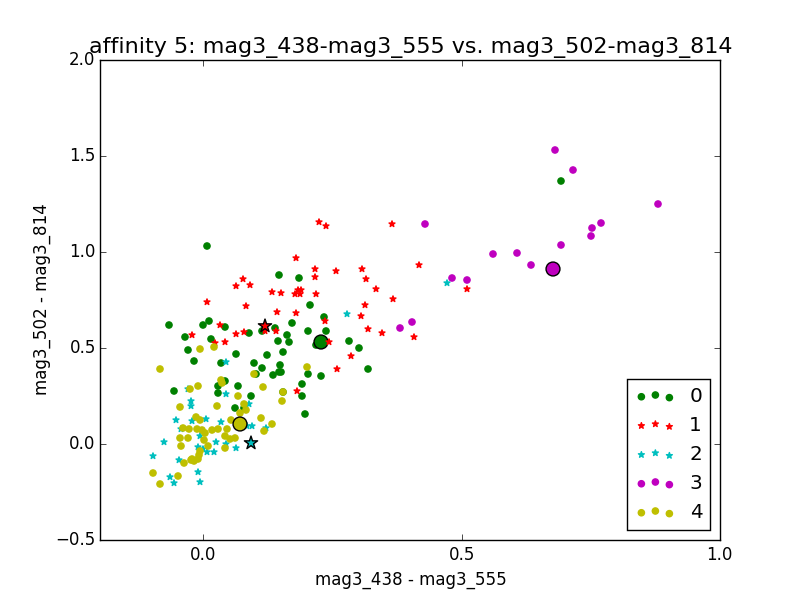 affinity 5: mag3_438-mag3_555 vs. mag3_502-mag3_814
2.0
1.5
1.0
0.5
0.0
−0.5
mag3_502 - mag3_814
0
1
2
3
4
0.0 0.5 1.0
mag3_438 - mag3_555